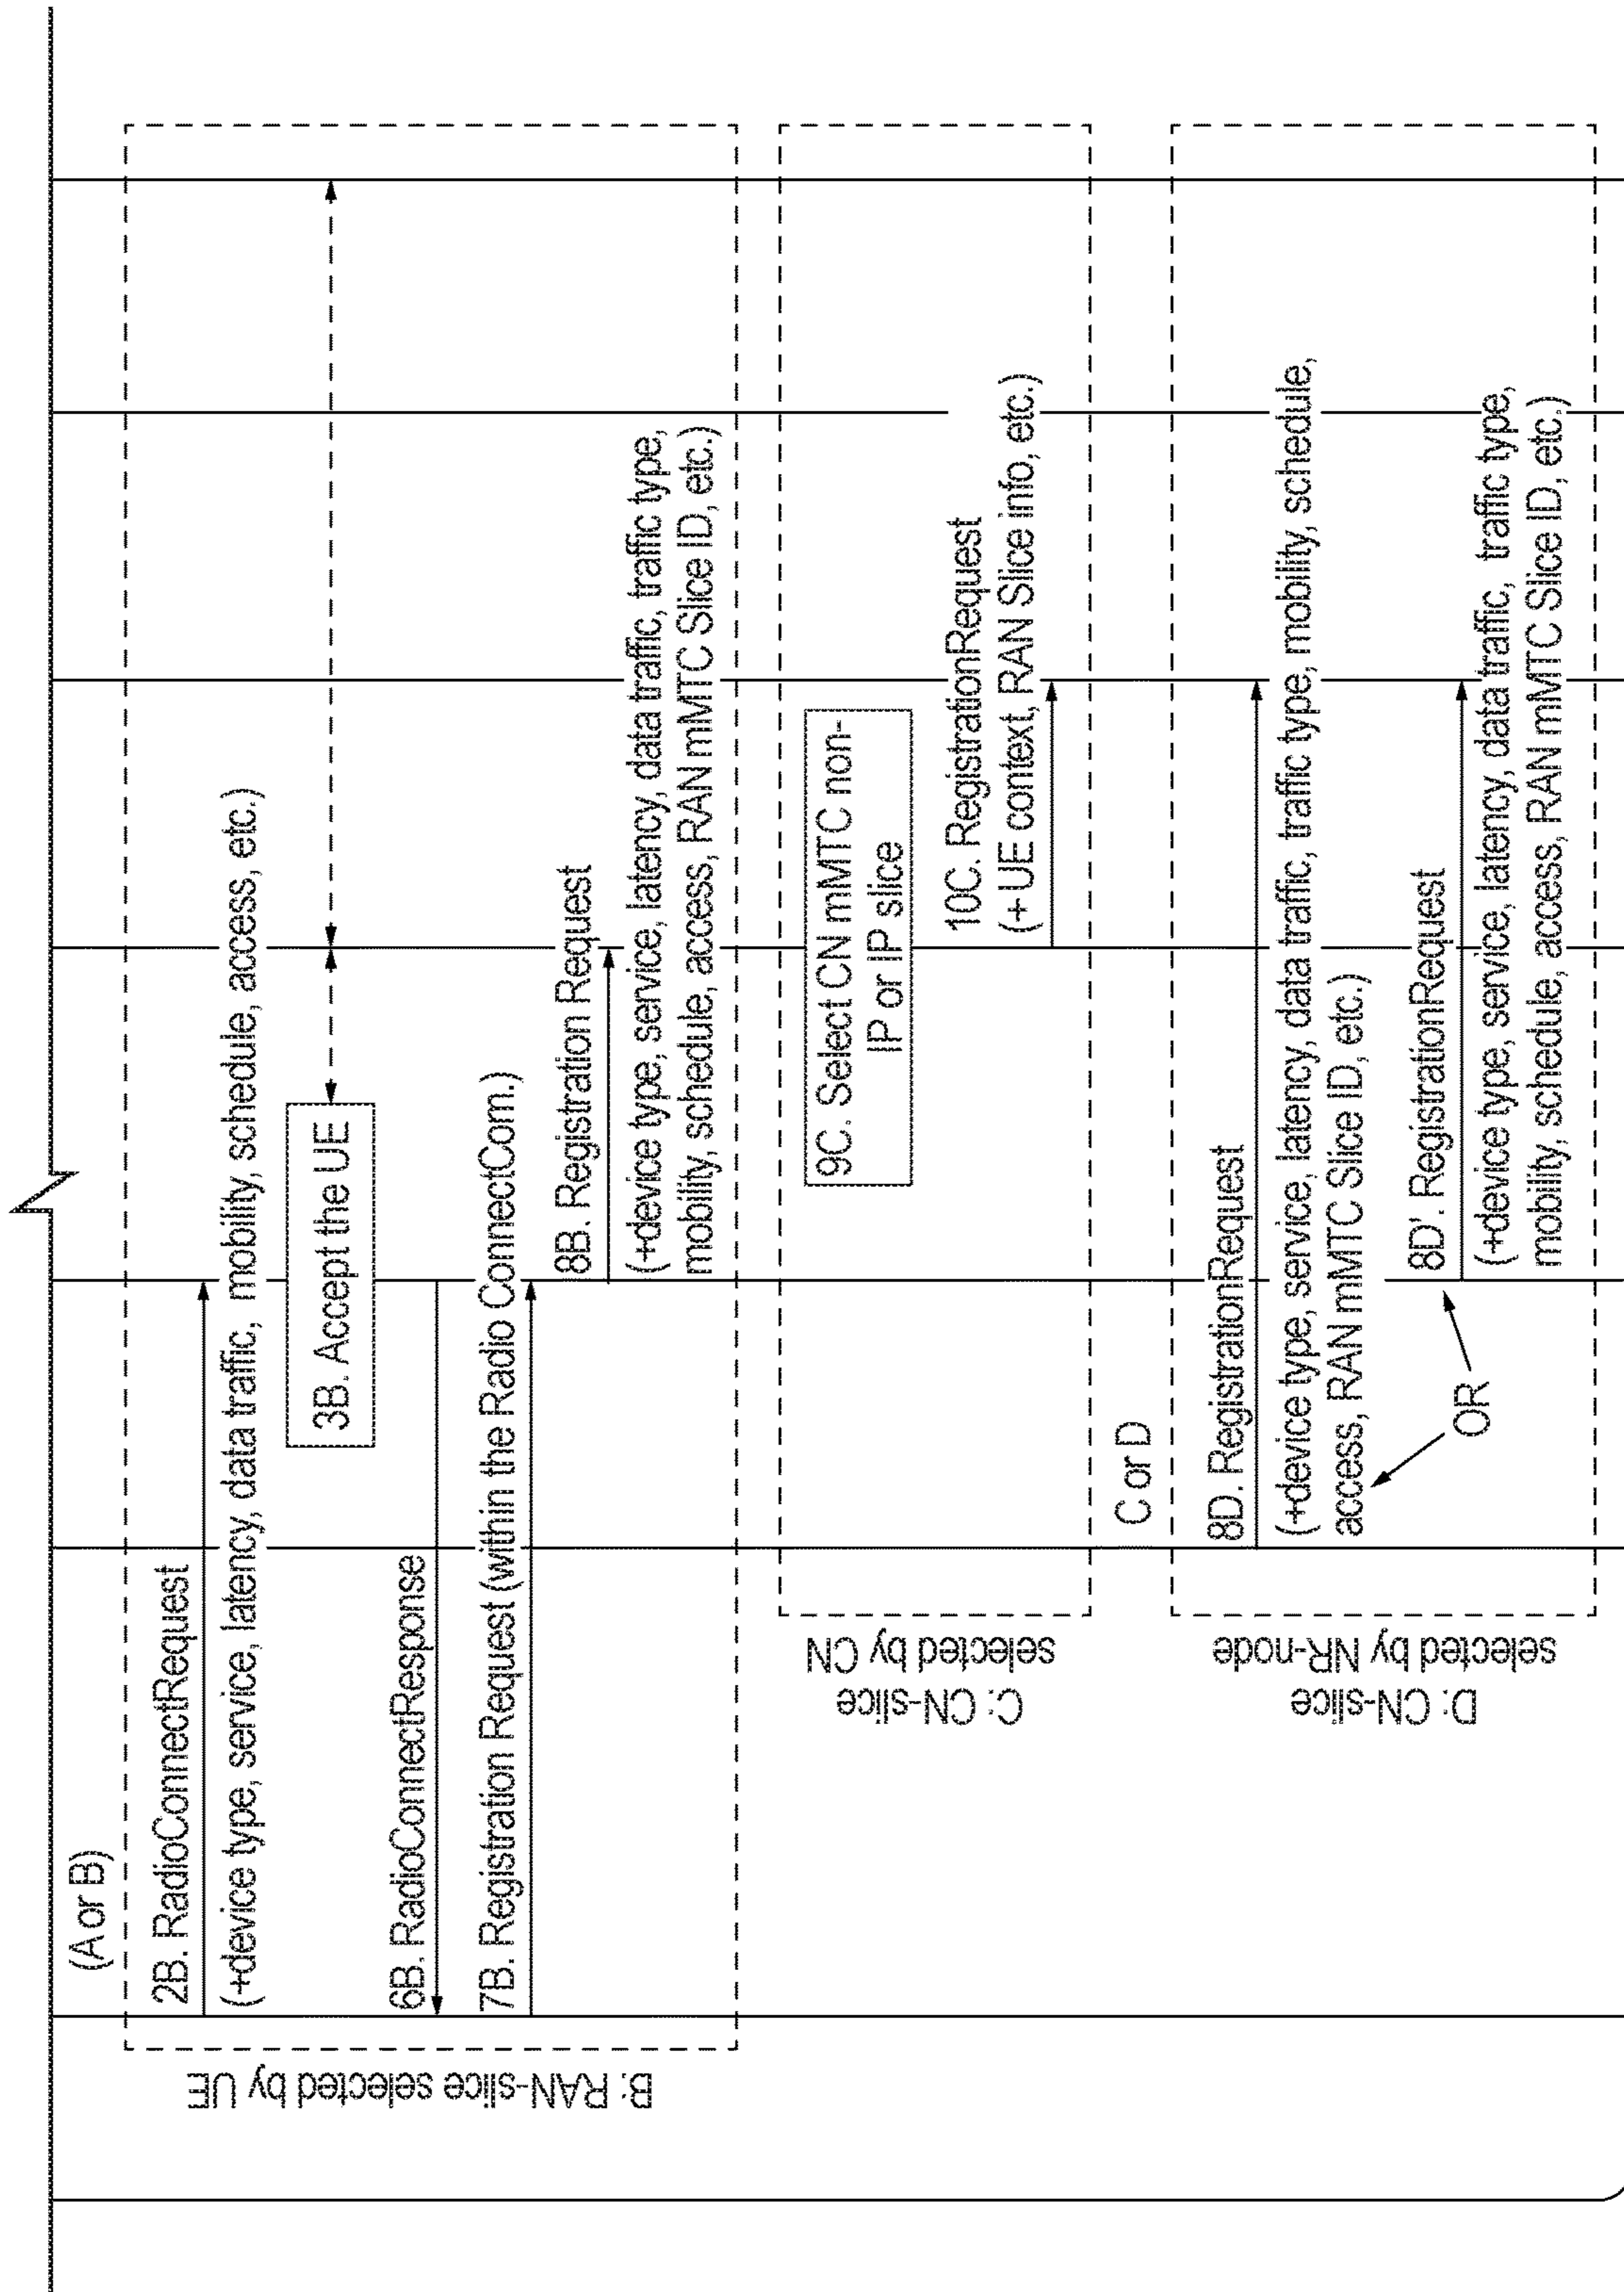 (A or B)
B: RAN-slice selected by UE
2B. RadioConnectRequest
(+device type, service, latency, data traffic, mobility, schedule, access, etc.)
3B. Accept the UE
6B. RadioConnectResponse
7B. Registration Request (within the Radio ConnectCom.)
8B. Registration Request
(+device type, service, latency, data traffic, traffic type,
mobility, schedule, access, RAN mMTC Slice ID, etc.)
C: CN-slice
selected by CN
9C. Select CN mMTC non-
IP or IP slice
10C. RegistrationRequest
(+ UE context, RAN Slice info, etc.)
C or D
D: CN-slice
selected by NR-node
8D. RegistrationRequest
(+device type, service, latency, data traffic, traffic type, mobility, schedule,
access, RAN mMTC Slice ID, etc.)
OR
8D'. RegistrationRequest
(+device type, service, latency, data traffic, traffic type,
mobility, schedule, access, RAN mMTC Slice ID, etc.)